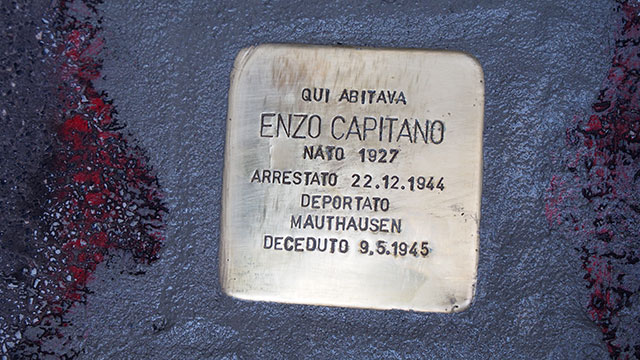 QUI ABITAVA
ENZO CAPITANO
NATO 1927
ARRESTATO 22.12.1944
DEPORTATO
MAUTHAUSEN
DECEDUTO 9.5.1945